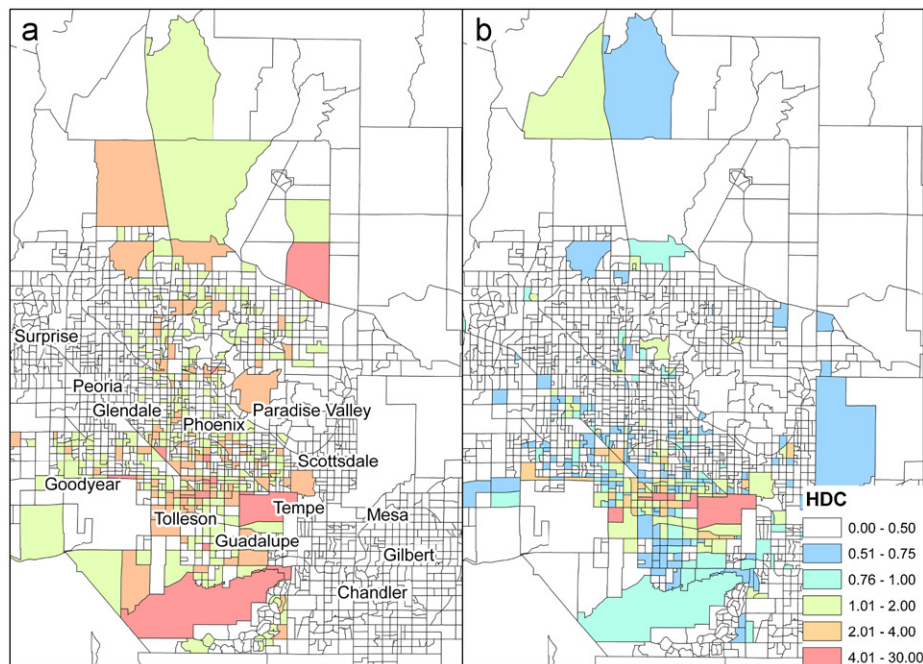 a
b
Surprise
Peoria
Glendale
Paradise Valley
Phoenix
Scottsdale
Goodyear
Tempe
Tolleson
Mesa
Guadalupe
Gilbert
Chandler
HDC
0.00 - 0.50
0.51 - 0.75
0.76 - 1.00
1.01 - 2.00
2.01 - 4.00
4.01 - 30.00